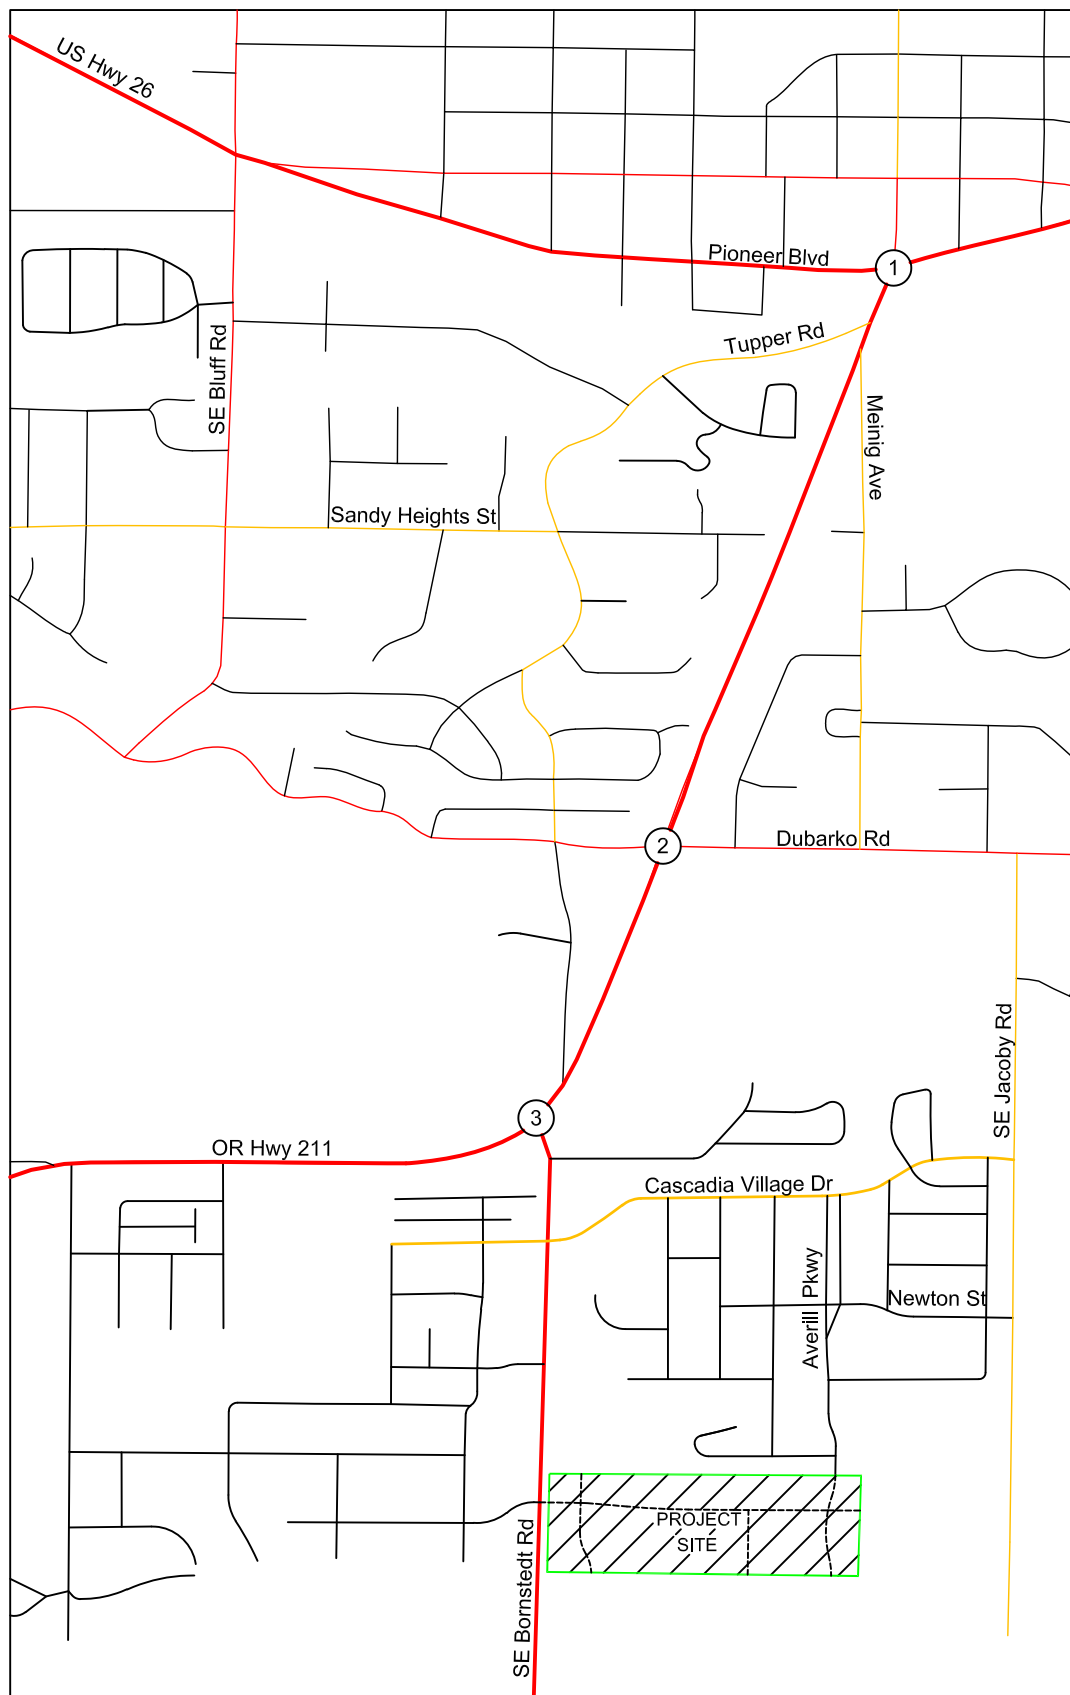 US Hwy 26
Pioneer Blvd
1
Tupper Rd
SE Bluff Rd
Meinig Ave
Sandy Heights St
2
Dubarko Rd
SE Jacoby Rd
3
OR Hwy 211
Cascadia Village Dr
Averill Pkwy
Newton St
PROJECT
SITE
SE Bornstedt Rd